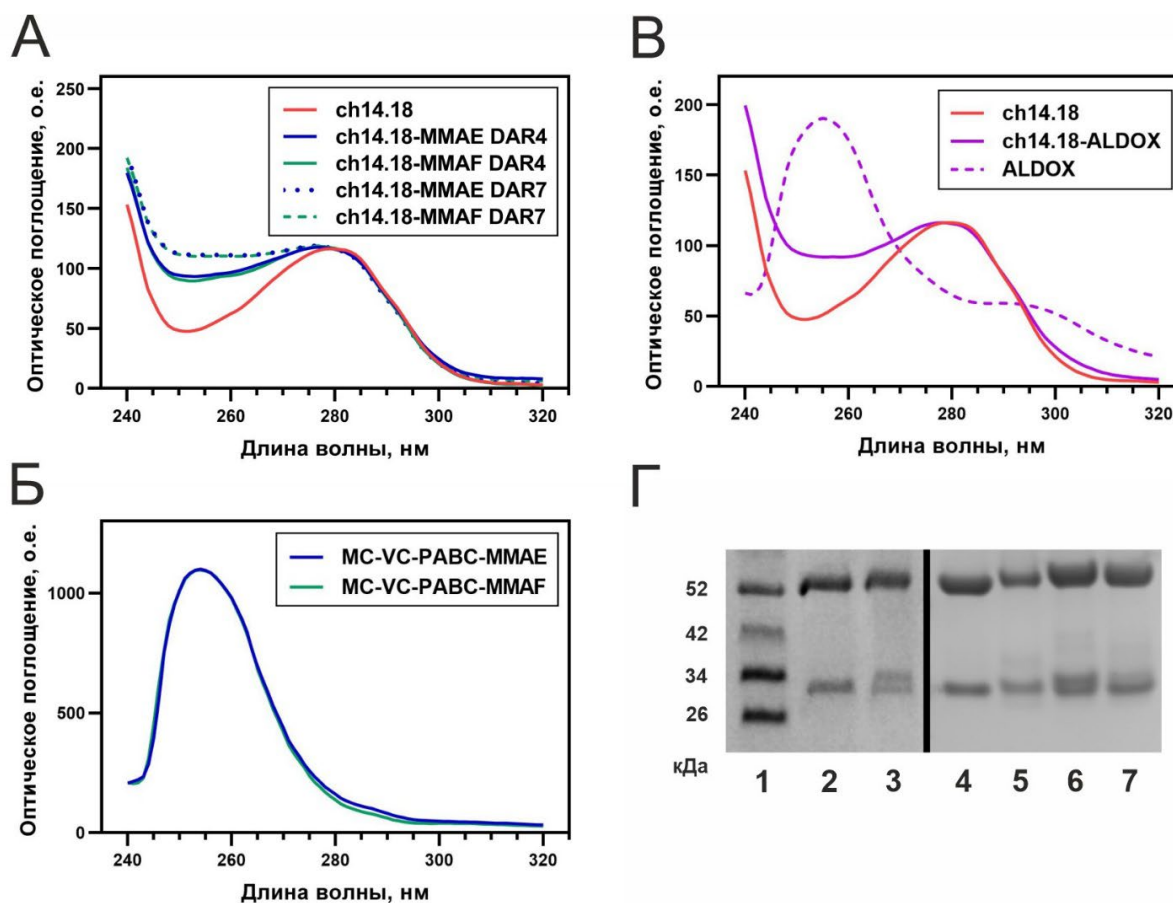 А
Оптическое поглощение, о.е.
250
200
150
100
50
0
240
260
280
300
320
Длина волны, нм
ch14.18
ch14.18-MMAE DAR4
ch14.18-MMAF DAR4
ch14.18-MMAE DAR7
ch14.18-MMAF DAR7
В
Оптическое поглощение, о.е.
200
150
100
50
0
240
260
280
300
320
Длина волны, нм
ch14.18
ch14.18-ALDOX
ALDOX
Б
Оптическое поглощение, о.е.
1000
500
0
240
260
280
300
320
Длина волны, нм
MC-VC-PABC-MMAE
MC-VC-PABC-MMAF
Г
52
42
34
26
кДа
1 2 3 4 5 6 7